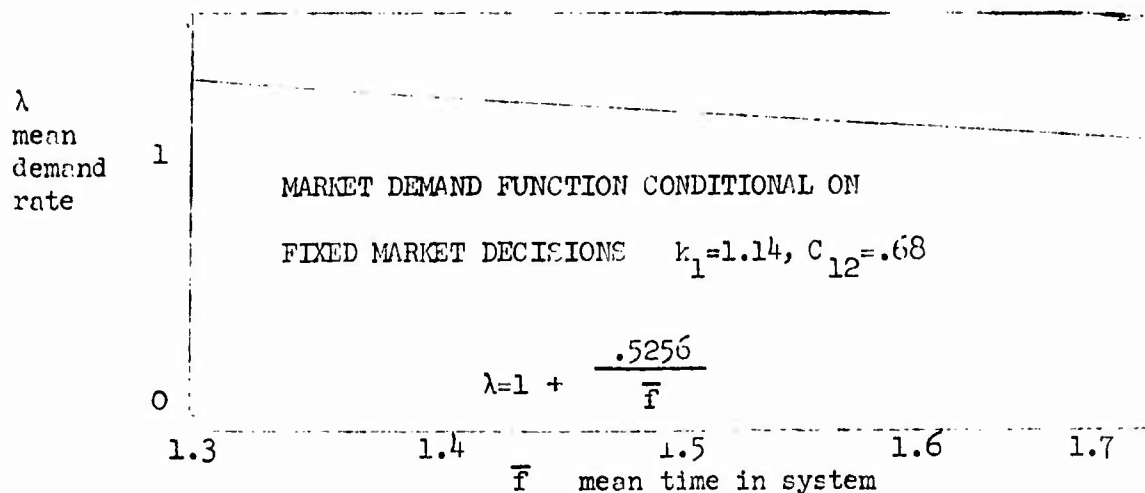 λ
mean
demand
rate
1
MARKET DEMAND FUNCTION CONDITIONAL ON
FIXED MARKET DECISIONS k₁=1.14, C₁₂=.68
λ=1 + .5256 / f̅
0
1.3 1.4 1.5 1.6 1.7
f̅ mean time in system